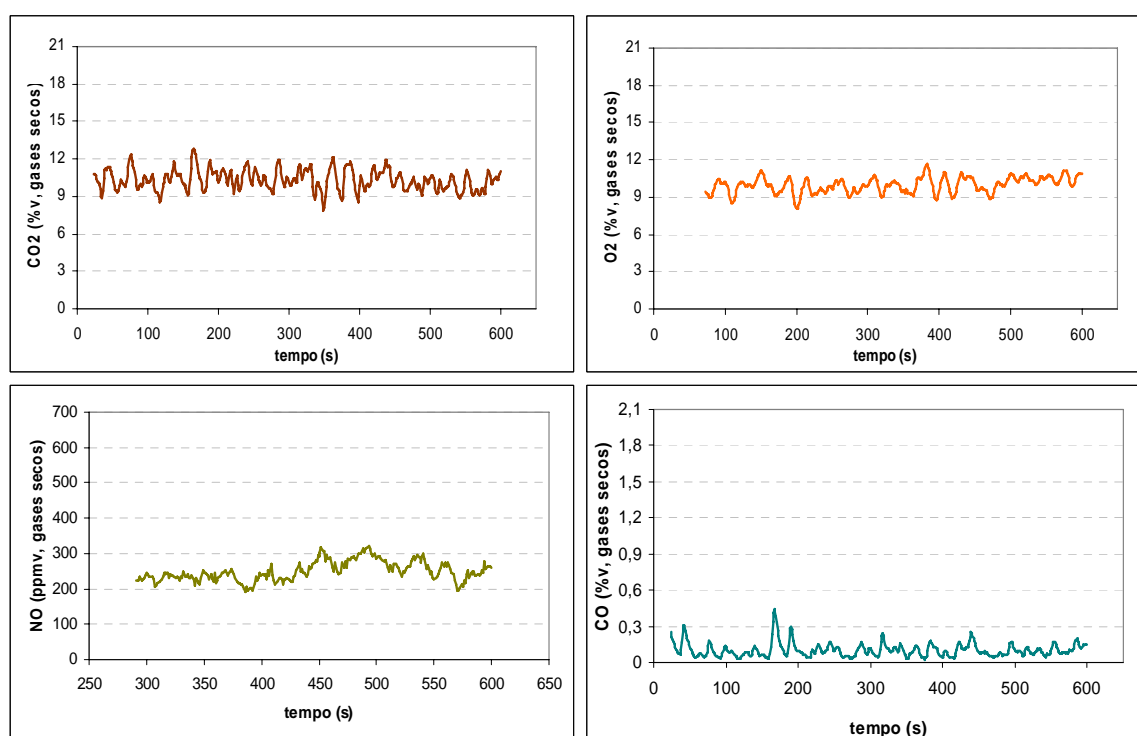 CO2 (%v, gases secos)
21
18
15
12
9
6
3
0
0 100 200 300 400 500 600
tempo (s)
O2 (%v, gases secos)
21
18
15
12
9
6
3
0
0 100 200 300 400 500 600
tempo (s)
NO (ppmv, gases secos)
700
600
500
400
300
200
100
0
250 300 350 400 450 500 550 600 650
tempo (s)
CO (%v, gases secos)
2,1
1,8
1,5
1,2
0,9
0,6
0,3
0
0 100 200 300 400 500 600
tempo (s)